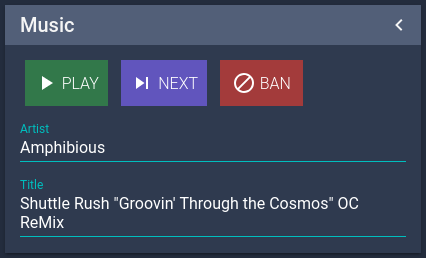 Music
PLAY NEXT BAN
Artist
Amphibious
Title
Shuttle Rush "Groovin' Through the Cosmos" OC
ReMix